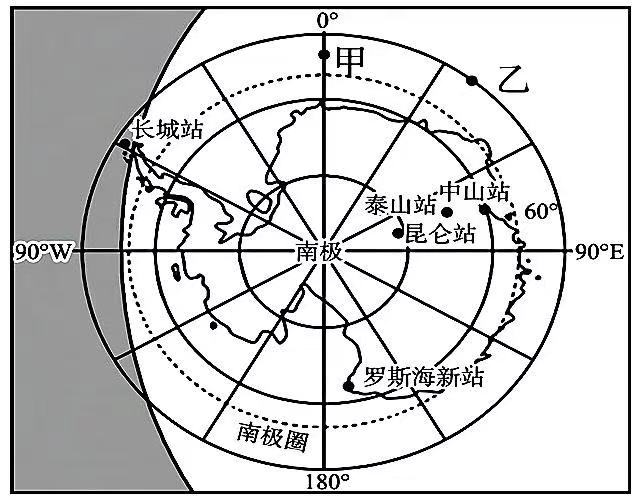 0°
甲
乙
长城站
中山站
泰山站
60°
昆仑站
90°W
南极
90°E
罗斯海新站
南极圈
180°